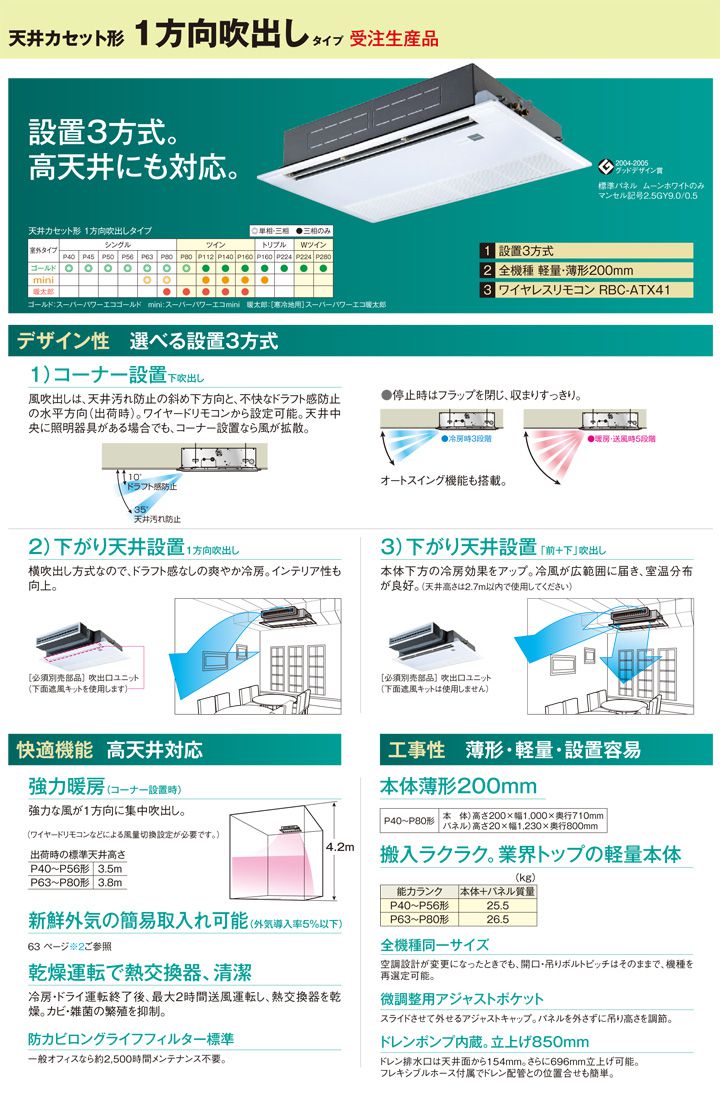 天井カセット形 1方向吹出し タイプ 受注生産品
設置3方式。
高天井にも対応。
2004-2005
グッドデザイン賞
標準パネル ムーンホワイトのみ
マンセル記号2.5GY9.0/0.5
天井カセット形 1方向吹出しタイプ ◎単相・三相 ●三相のみ
室外タイプ シングル ツイン トリプル Wツイン
P40 P45 P50 P56 P63 P80 P80 P112 P140 P160 P160 P224 P224 P280
ゴールド ◎ ◎ ◎ ◎ ◎ ◎ ◎ ● ● ● ● ● ● ●
mini ◎ ◎ ● ● ● ●
暖太郎 ● ● ● ● ●
ゴールド:スーパーパワーエコゴールド mini:スーパーパワーエコmini 暖太郎:[寒冷地用]スーパーパワーエコ暖太郎
1 設置3方式
2 全機種 軽量・薄形200mm
3 ワイヤレスリモコン RBC-ATX41
デザイン性 選べる設置3方式
1)コーナー設置 下吹出し
風吹出しは、天井汚れ防止の斜め下方向と、不快なドラフト感防止
の水平方向(出荷時)。ワイヤードリモコンから設定可能。天井中
央に照明器具がある場合でも、コーナー設置なら風が拡散。
10°
ドラフト感防止
35°
天井汚れ防止
●停止時はフラップを閉じ、収まりすっきり。
●冷房時3段階
●暖房・送風時5段階
オートスイング機能も搭載。
2)下がり天井設置 1方向吹出し
横吹出し方式なので、ドラフト感なしの爽やか冷房。インテリア性も
向上。
[必須別売部品] 吹出口ユニット
(下面遮風キットを使用します)
3)下がり天井設置「前+下」吹出し
本体下方の冷房効果をアップ。冷風が広範囲に届き、室温分布
が良好。(天井高さは2.7m以内で使用してください)
[必須別売部品] 吹出口ユニット
(下面遮風キットは使用しません)
快適機能 高天井対応
強力暖房(コーナー設置時)
強力な風が1方向に集中吹出し。
(ワイヤードリモコンなどによる風量切換設定が必要です。)
出荷時の標準天井高さ
P40~P56形 3.5m
P63~P80形 3.8m
4.2m
新鮮外気の簡易取入れ可能(外気導入率5%以下)
63 ページ※2ご参照
乾燥運転で熱交換器、清潔
冷房・ドライ運転終了後、最大2時間送風運転し、熱交換器を乾
燥。カビ・雑菌の繁殖を抑制。
防カビロングライフフィルター標準
一般オフィスなら約2,500時間メンテナンス不要。
工事性 薄形・軽量・設置容易
本体薄形200mm
P40~P80形 本 体)高さ200×幅1,000×奥行710mm
パネル)高さ20×幅1,230×奥行800mm
搬入ラクラク。業界トップの軽量本体
(kg)
能力ランク 本体+パネル質量
P40~P56形 25.5
P63~P80形 26.5
全機種同一サイズ
空調設計が変更になったときでも、開口・吊りボルトピッチはそのままで、機種を
再選定可能。
微調整用アジャストポケット
スライドさせて外せるアジャストキャップ。パネルを外さずに吊り高さを調節。
ドレンポンプ内蔵。立上げ850mm
ドレン排水口は天井面から154mm。さらに696mm立上げ可能。
フレキシブルホース付属でドレン配管との位置合せも簡単。